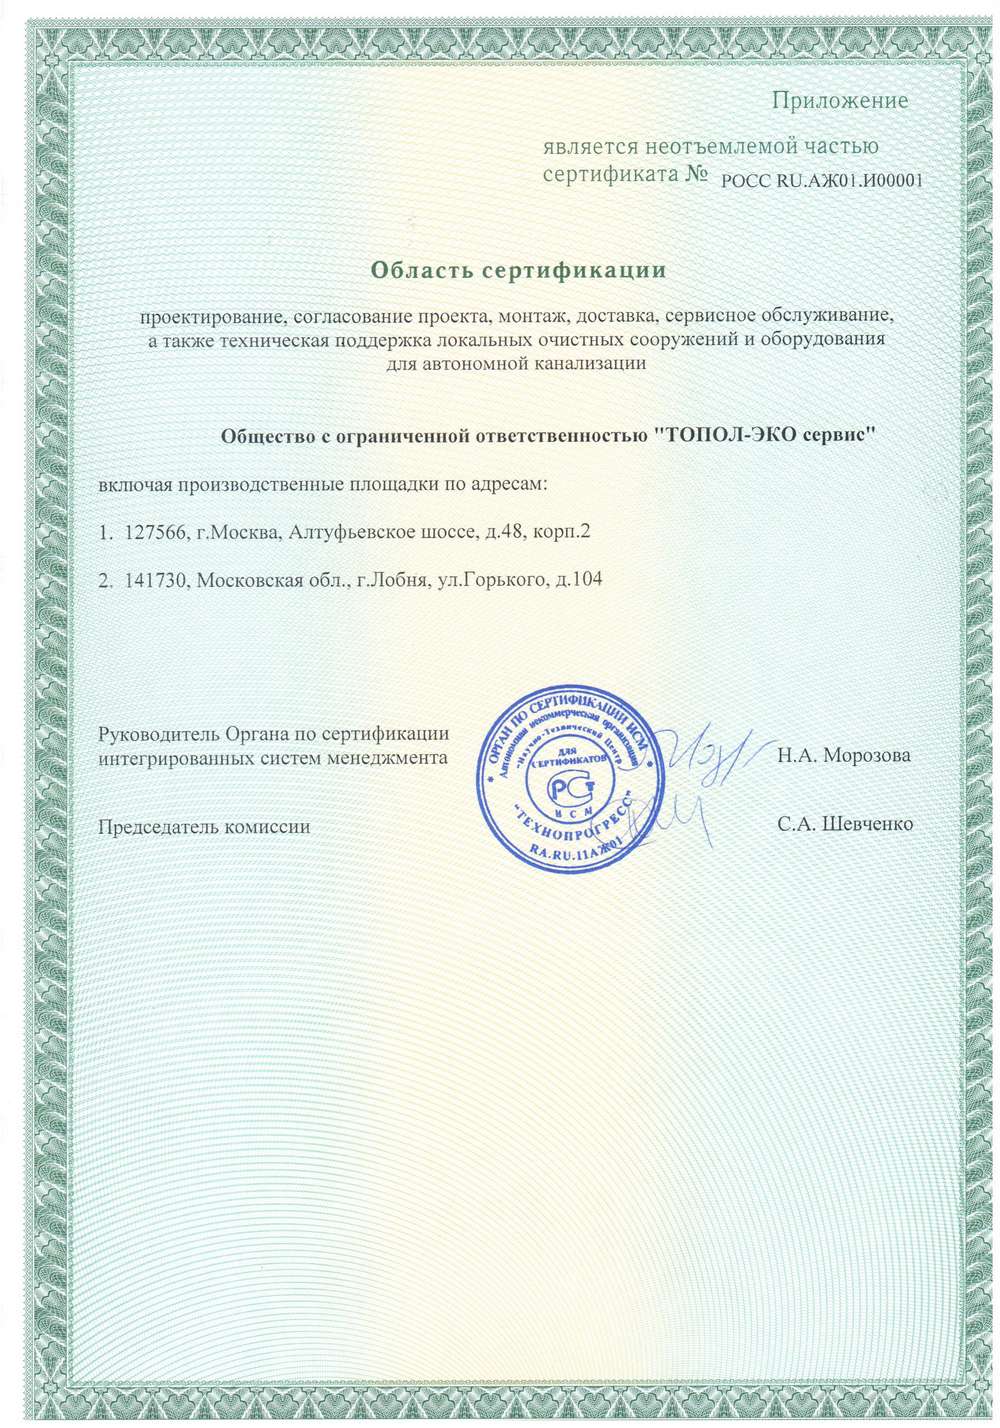 Приложение
является неотъемлемой частью
сертификата № РОСС RU.АЖ01.И00001
Область сертификации
проектирование, согласование проекта, монтаж, доставка, сервисное обслуживание,
а также техническая поддержка локальных очистных сооружений и оборудования
для автономной канализации
Общество с ограниченной ответственностью "ТОПОЛ-ЭКО сервис"
включая производственные площадки по адресам:
1. 127566, г.Москва, Алтуфьевское шоссе, д.48, корп.2
2. 141730, Московская обл., г.Лобня, ул.Горького, д.104
Руководитель Органа по сертификации
интегрированных систем менеджмента
Н.А. Морозова
Председатель комиссии
С.А. Шевченко
* ОРГАН ПО СЕРТИФИКАЦИИ ИСМ *
Автономная некоммерческая организация
"Научно-Технический Центр
ДЛЯ
СЕРТИФИКАТОВ
РСТ
ИСМ
"ТЕХНОПРОГРЕСС"
RA.RU.11АЖ01